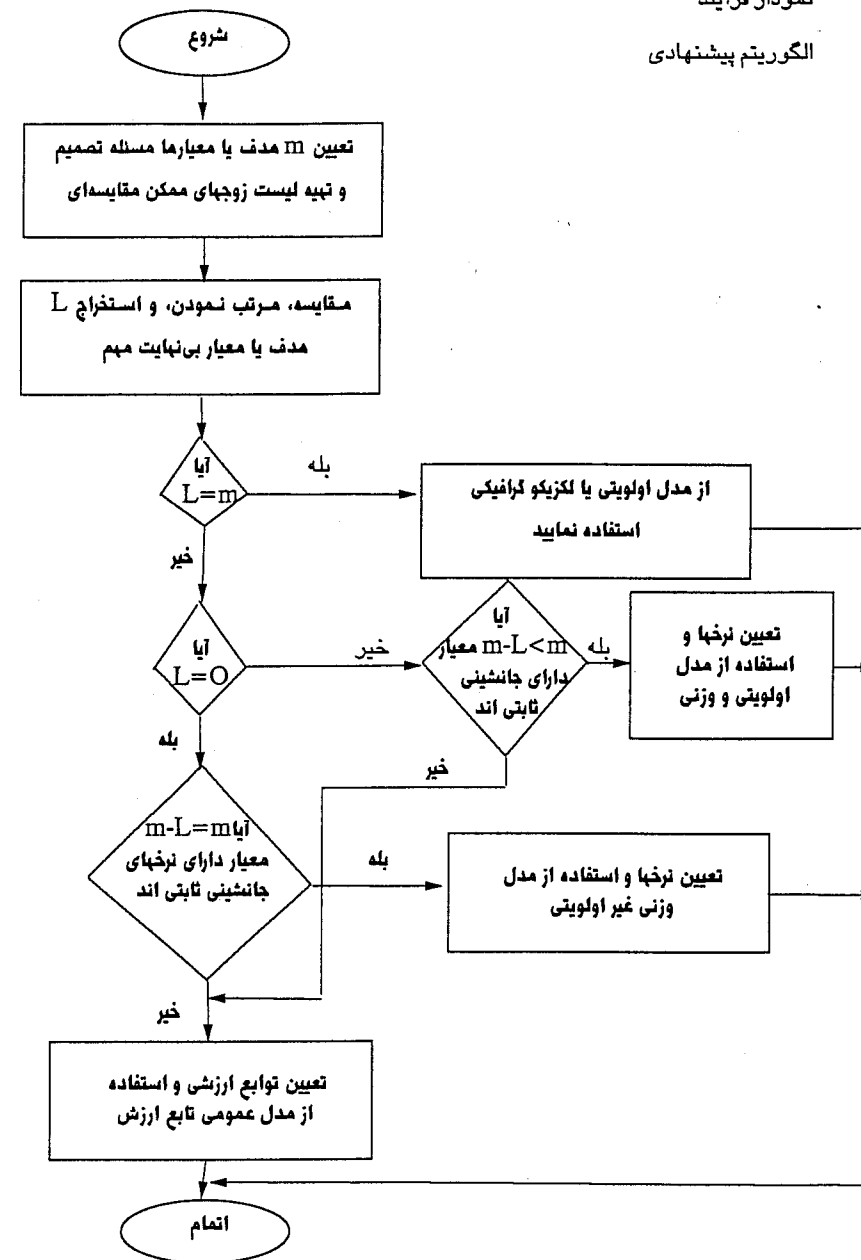 نمودار فرآیند
الگوریتم پیشنهادی
شروع
تعیین m هدف یا معیارها مسئله تصمیم
و تهیه لیست زوجهای ممکن مقایسه‌ای
مقایسه، مرتب نمودن، و استخراج L
هدف یا معیار بی‌نهایت مهم
آیا
L=m
بله
از مدل اولویتی یا لکزیکو گرافیکی
استفاده نمایید
خیر
آیا
L=O
خیر
آیا
m-L<m معیار
دارای جانشینی
ثابتی اند
بله
تعیین نرخها و
استفاده از مدل
اولویتی و وزنی
بله
خیر
آیا m-L=m
معیار دارای نرخهای
جانشینی ثابتی اند
بله
تعیین نرخها و استفاده از مدل
وزنی غیر اولویتی
خیر
تعیین توابع ارزشی و استفاده
از مدل عمومی تابع ارزش
اتمام